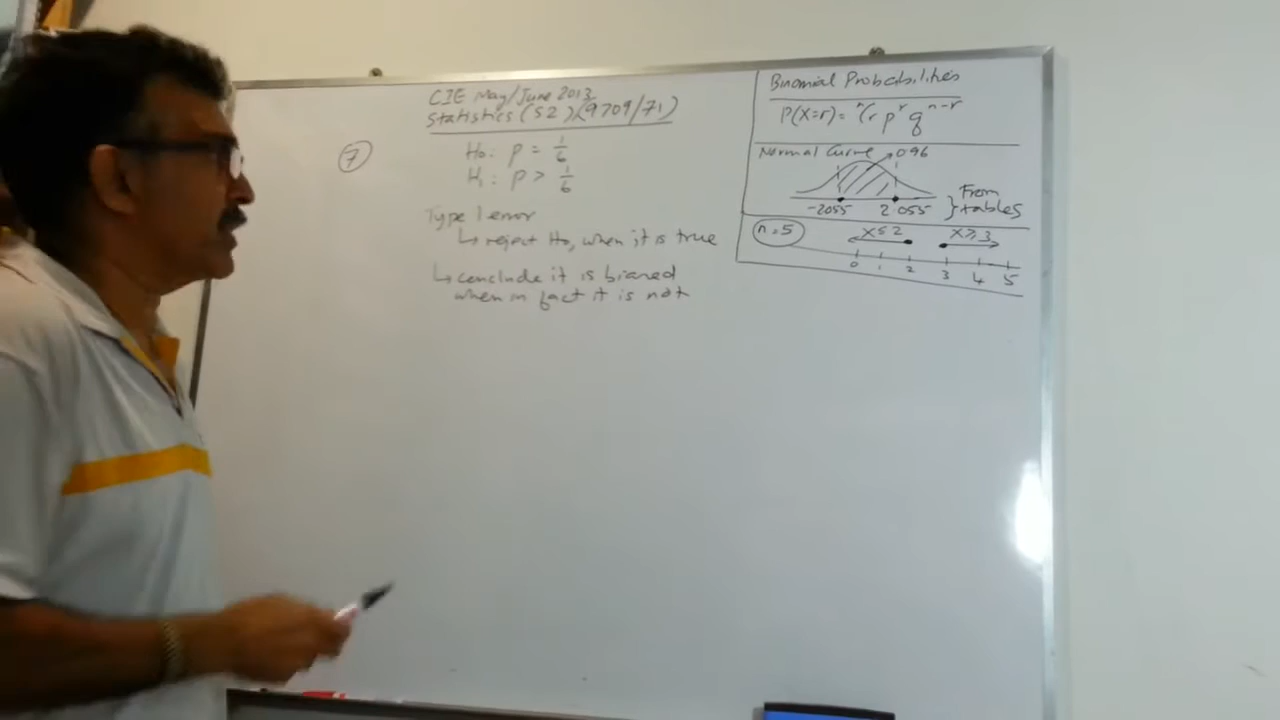 CIE May/June 2013
Statistics (S2) (9709/71)
7
H₀: p = 1/6
H₁: p > 1/6
Type 1 error
↳ reject H₀, when it is true
↳ conclude it is biased
when in fact it is not
Binomial Probabilities
P(X=r) = ⁿCr pʳ qⁿ⁻ʳ
Normal Curve
0.96
-2.055 2.055
} From
tables
n=5
X≤2 X≥3
0 1 2 3 4 5